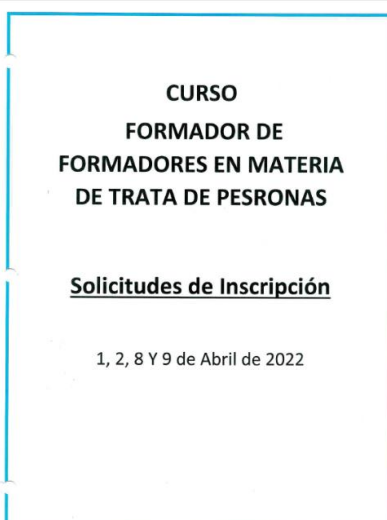 CURSO
FORMADOR DE
FORMADORES EN MATERIA
DE TRATA DE PESRONAS
Solicitudes de Inscripción
1, 2, 8 Y 9 de Abril de 2022